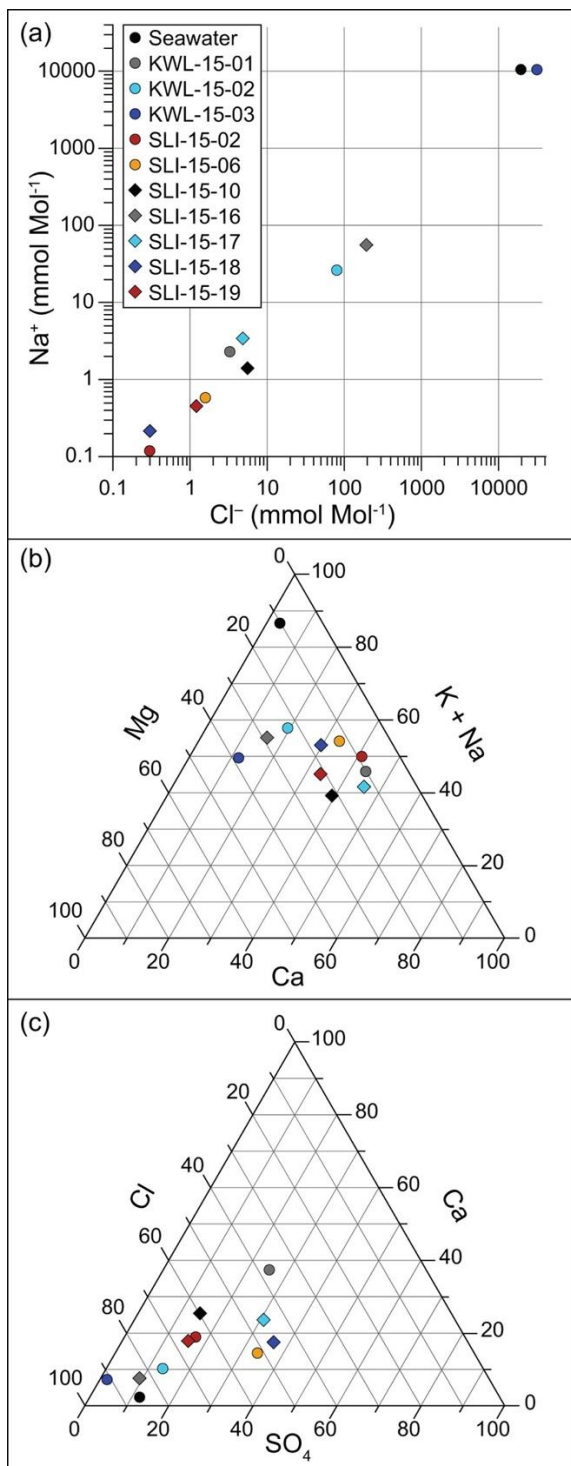 (a)
Seawater
KWL-15-01
KWL-15-02
KWL-15-03
SLI-15-02
SLI-15-06
SLI-15-10
SLI-15-16
SLI-15-17
SLI-15-18
SLI-15-19
10000
1000
100
10
1
0.1
Na⁺ (mmol Mol⁻¹)
0.1 1 10 100 1000 10000
Cl⁻ (mmol Mol⁻¹)
(b)
0
100
20
80
40
60
60
40
80
20
100
0
Mg
K + Na
0 20 40 60 80 100
Ca
(c)
0
100
20
80
40
60
60
40
80
20
100
0
Cl
Ca
0 20 40 60 80 100
SO₄